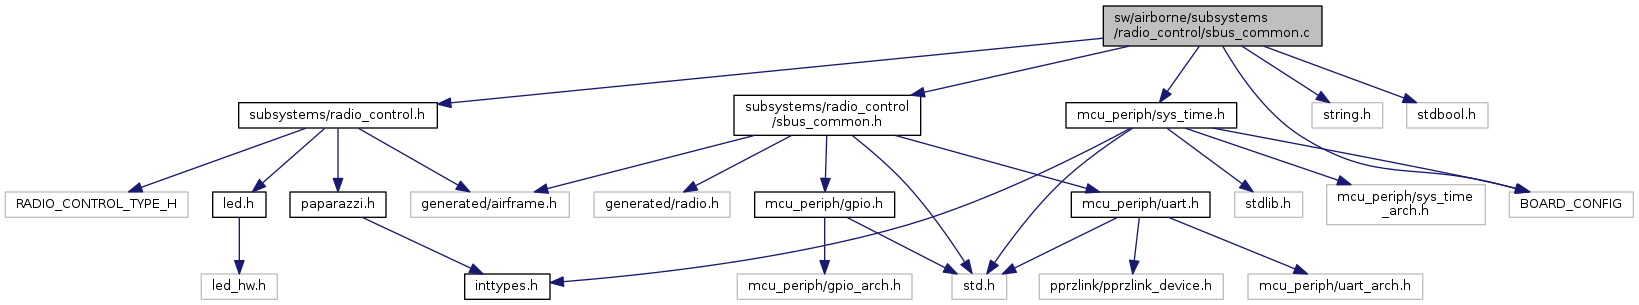 sw/airborne/subsystems
/radio_control/sbus_common.c
subsystems/radio_control.h
subsystems/radio_control
/sbus_common.h
mcu_periph/sys_time.h
string.h
stdbool.h
RADIO_CONTROL_TYPE_H
led.h
paparazzi.h
generated/airframe.h
generated/radio.h
mcu_periph/gpio.h
mcu_periph/uart.h
stdlib.h
mcu_periph/sys_time
_arch.h
BOARD_CONFIG
led_hw.h
inttypes.h
mcu_periph/gpio_arch.h
std.h
pprzlink/pprzlink_device.h
mcu_periph/uart_arch.h